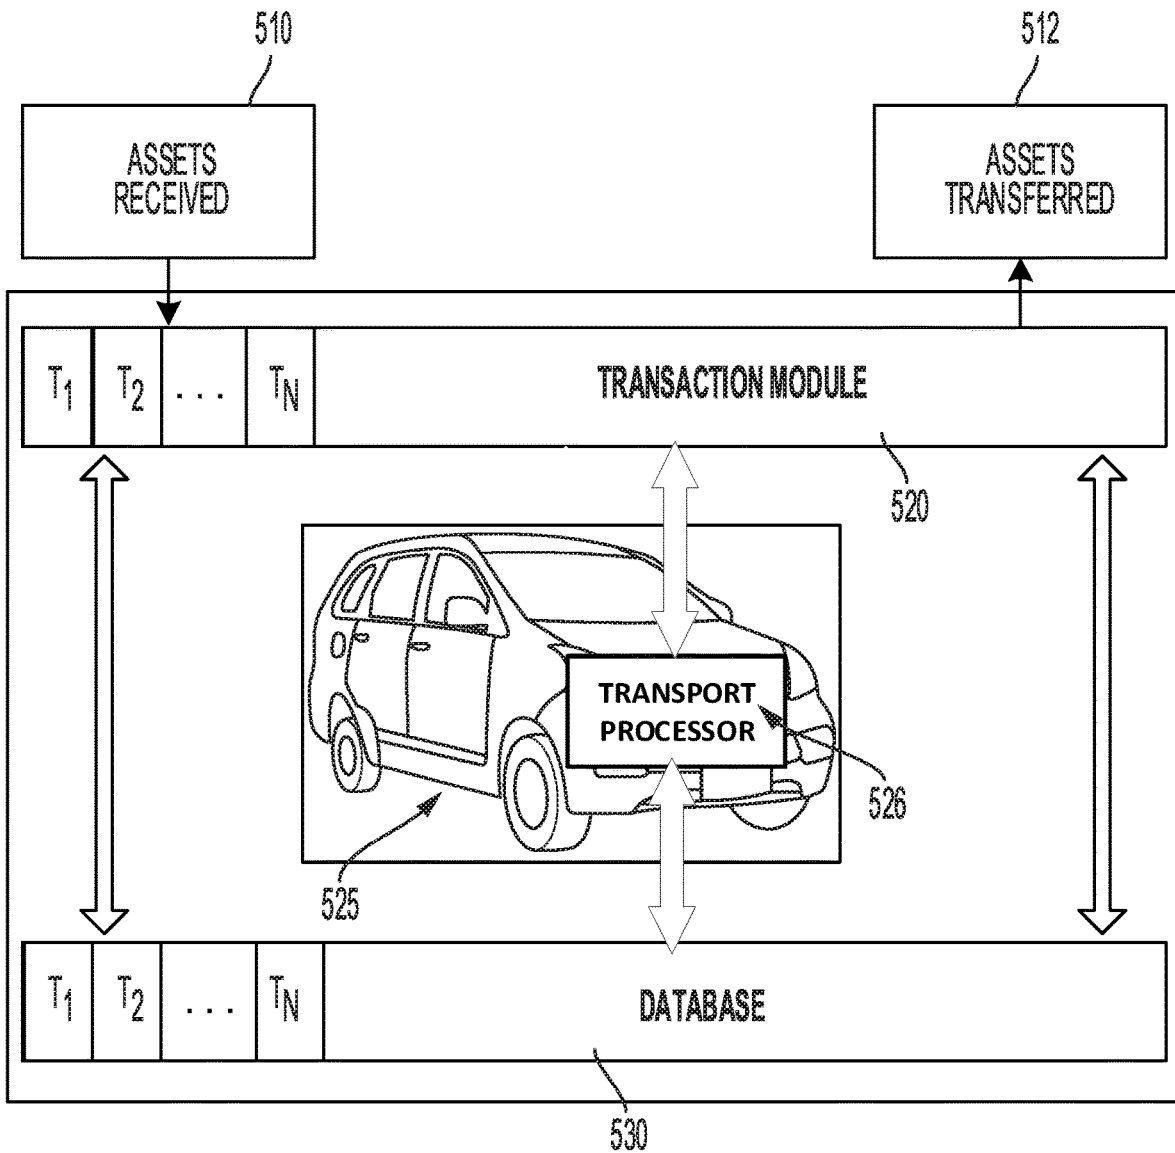 510
512
ASSETS
RECEIVED
ASSETS
TRANSFERRED
T1 T2 ... TN TRANSACTION MODULE
520
TRANSPORT
PROCESSOR
526
525
T1 T2 ... TN DATABASE
530